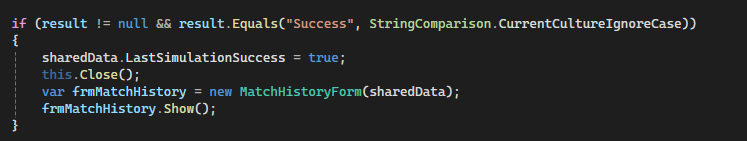 if (result != null && result.Equals("Success", StringComparison.CurrentCultureIgnoreCase))
{
sharedData.LastSimulationSuccess = true;
this.Close();
var frmMatchHistory = new MatchHistoryForm(sharedData);
frmMatchHistory.Show();
}